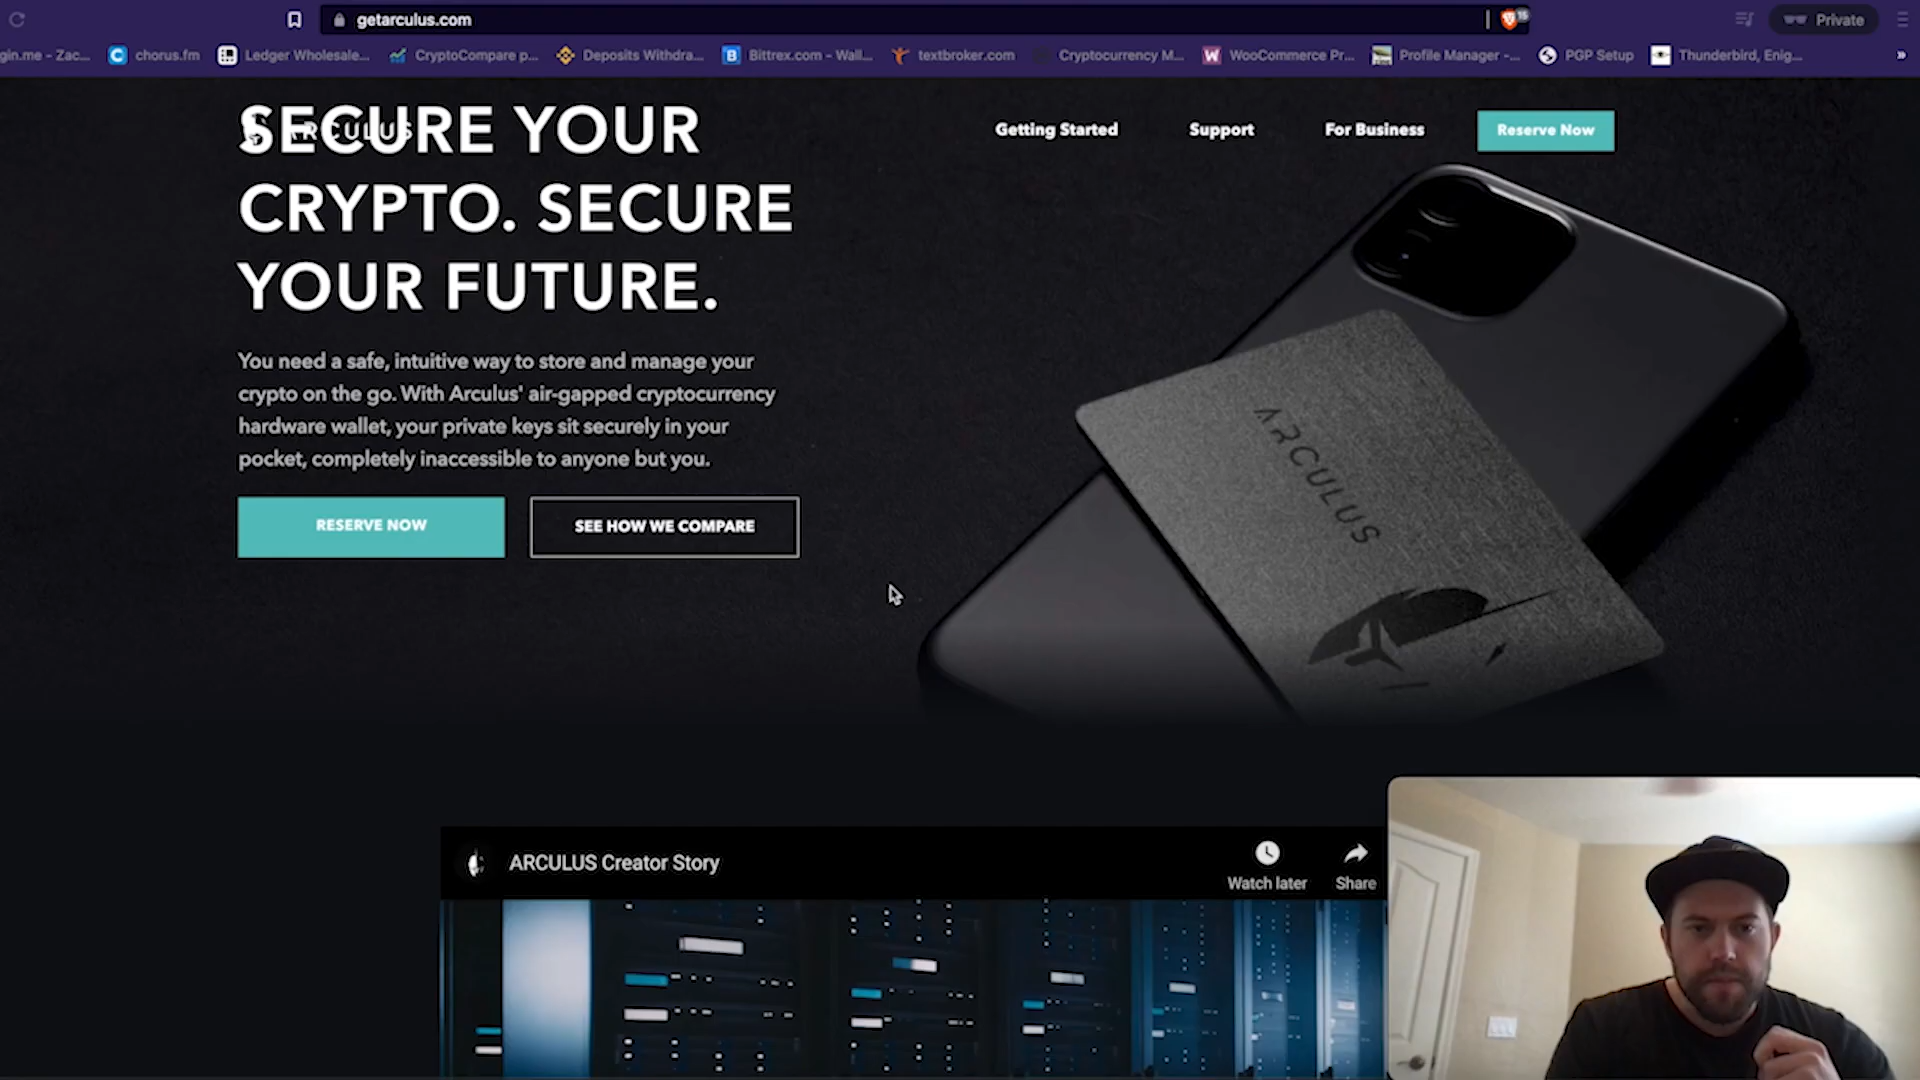 getarculus.com
15
Private
gin.me - Zac...
chorus.fm
Ledger Wholesale...
CryptoCompare p...
Deposits Withdra...
B
Bittrex.com - Wall...
textbroker.com
Cryptocurrency M...
W
WooCommerce Pr...
Profile Manager -...
PGP Setup
Thunderbird, Enig...
»
ARCULUS
Getting Started
Support
For Business
Reserve Now
SECURE YOUR
CRYPTO. SECURE
YOUR FUTURE.
You need a safe, intuitive way to store and manage your
crypto on the go. With Arculus' air-gapped cryptocurrency
hardware wallet, your private keys sit securely in your
pocket, completely inaccessible to anyone but you.
RESERVE NOW
SEE HOW WE COMPARE
ARCULUS
ARCULUS Creator Story
Watch later
Share